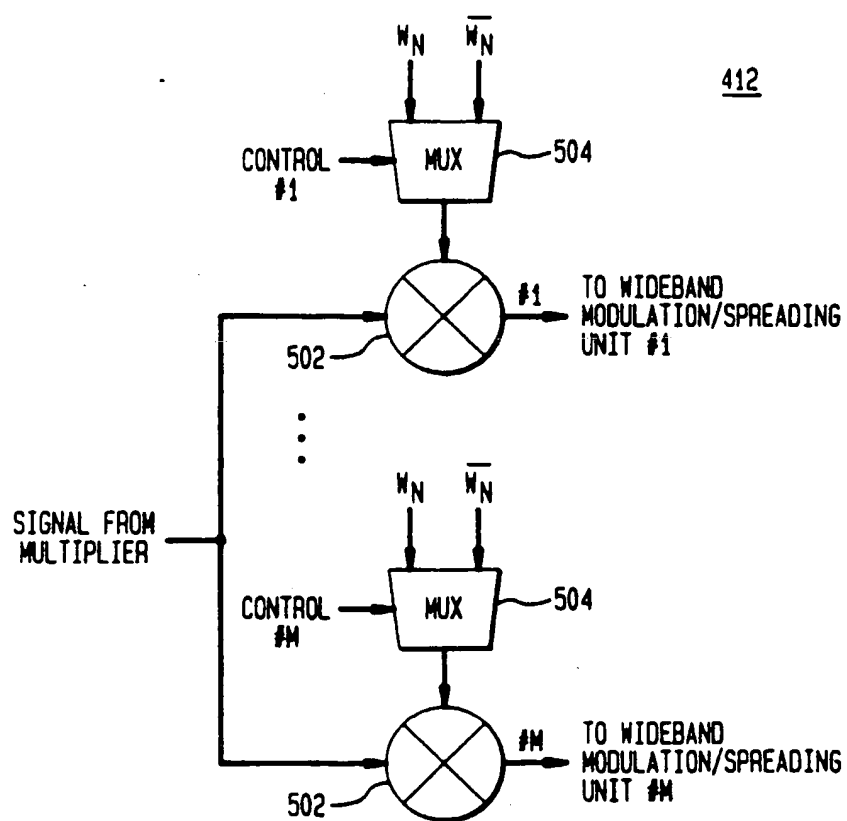 W_N  W̅_N̅
412
CONTROL #1
MUX
504
#1
TO WIDEBAND
MODULATION/SPREADING
UNIT #1
502
W_N  W̅_N̅
SIGNAL FROM
MULTIPLIER
CONTROL
#M
MUX
504
#M
TO WIDEBAND
MODULATION/SPREADING
UNIT #M
502